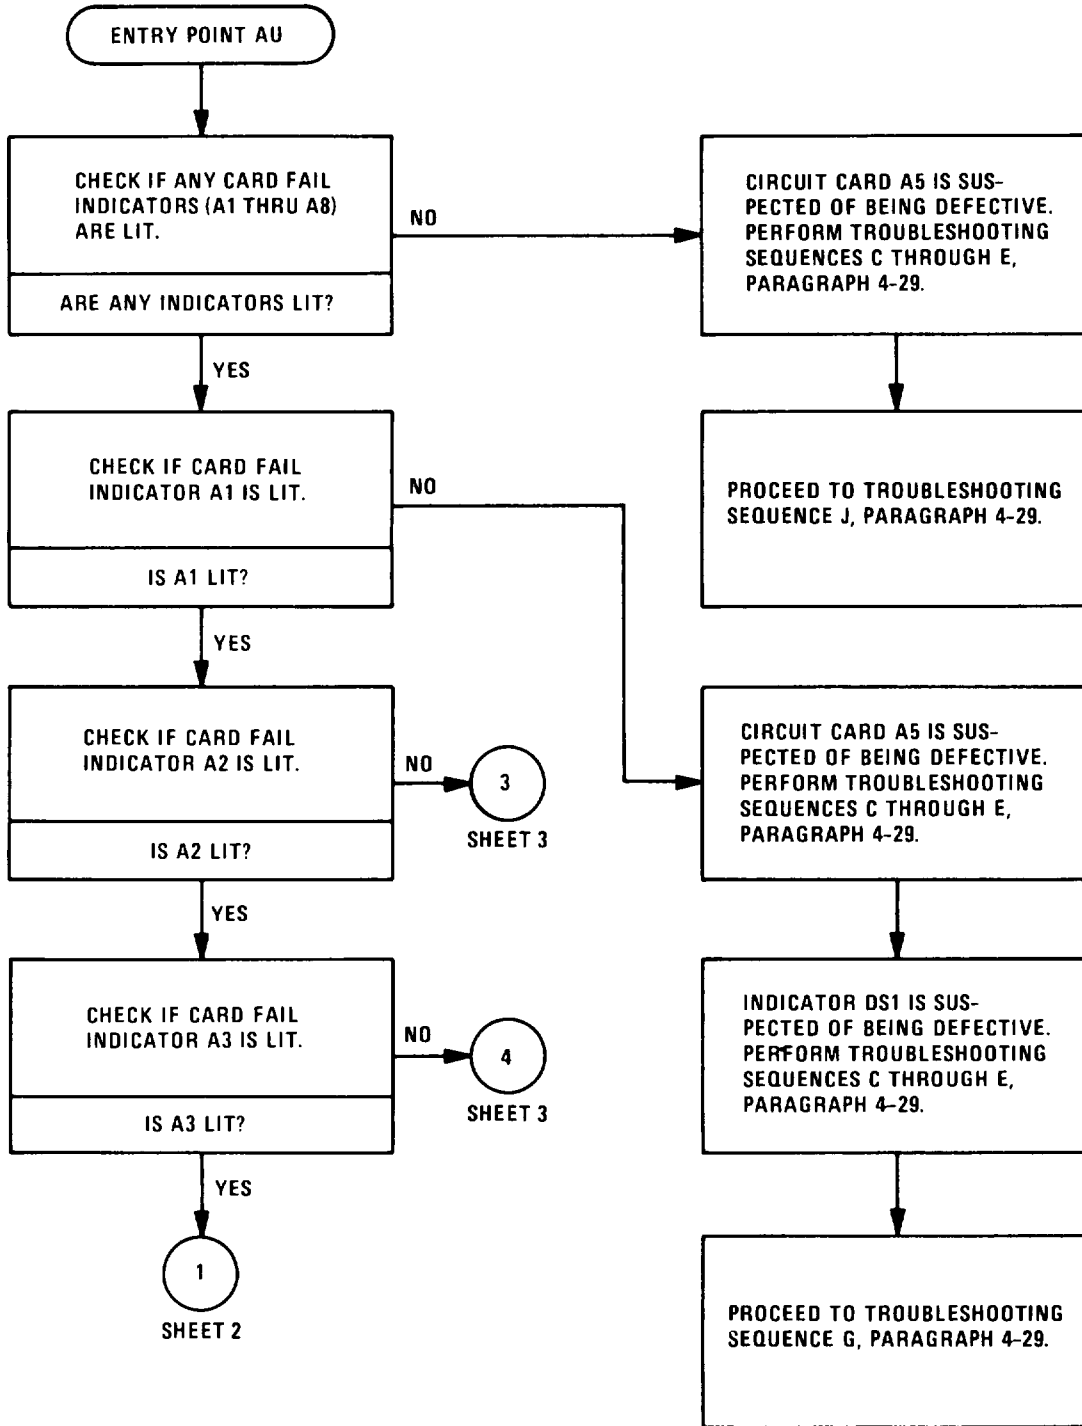 ENTRY POINT AU
CHECK IF ANY CARD FAIL
INDICATORS (A1 THRU A8)
ARE LIT.
ARE ANY INDICATORS LIT?
NO
CIRCUIT CARD A5 IS SUS-
PECTED OF BEING DEFECTIVE.
PERFORM TROUBLESHOOTING
SEQUENCES C THROUGH E,
PARAGRAPH 4-29.
YES
CHECK IF CARD FAIL
INDICATOR A1 IS LIT.
IS A1 LIT?
NO
PROCEED TO TROUBLESHOOTING
SEQUENCE J, PARAGRAPH 4-29.
YES
CHECK IF CARD FAIL
INDICATOR A2 IS LIT.
IS A2 LIT?
NO
3
SHEET 3
CIRCUIT CARD A5 IS SUS-
PECTED OF BEING DEFECTIVE.
PERFORM TROUBLESHOOTING
SEQUENCES C THROUGH E,
PARAGRAPH 4-29.
YES
CHECK IF CARD FAIL
INDICATOR A3 IS LIT.
IS A3 LIT?
NO
4
SHEET 3
INDICATOR DS1 IS SUS-
PECTED OF BEING DEFECTIVE.
PERFORM TROUBLESHOOTING
SEQUENCES C THROUGH E,
PARAGRAPH 4-29.
YES
1
SHEET 2
PROCEED TO TROUBLESHOOTING
SEQUENCE G, PARAGRAPH 4-29.